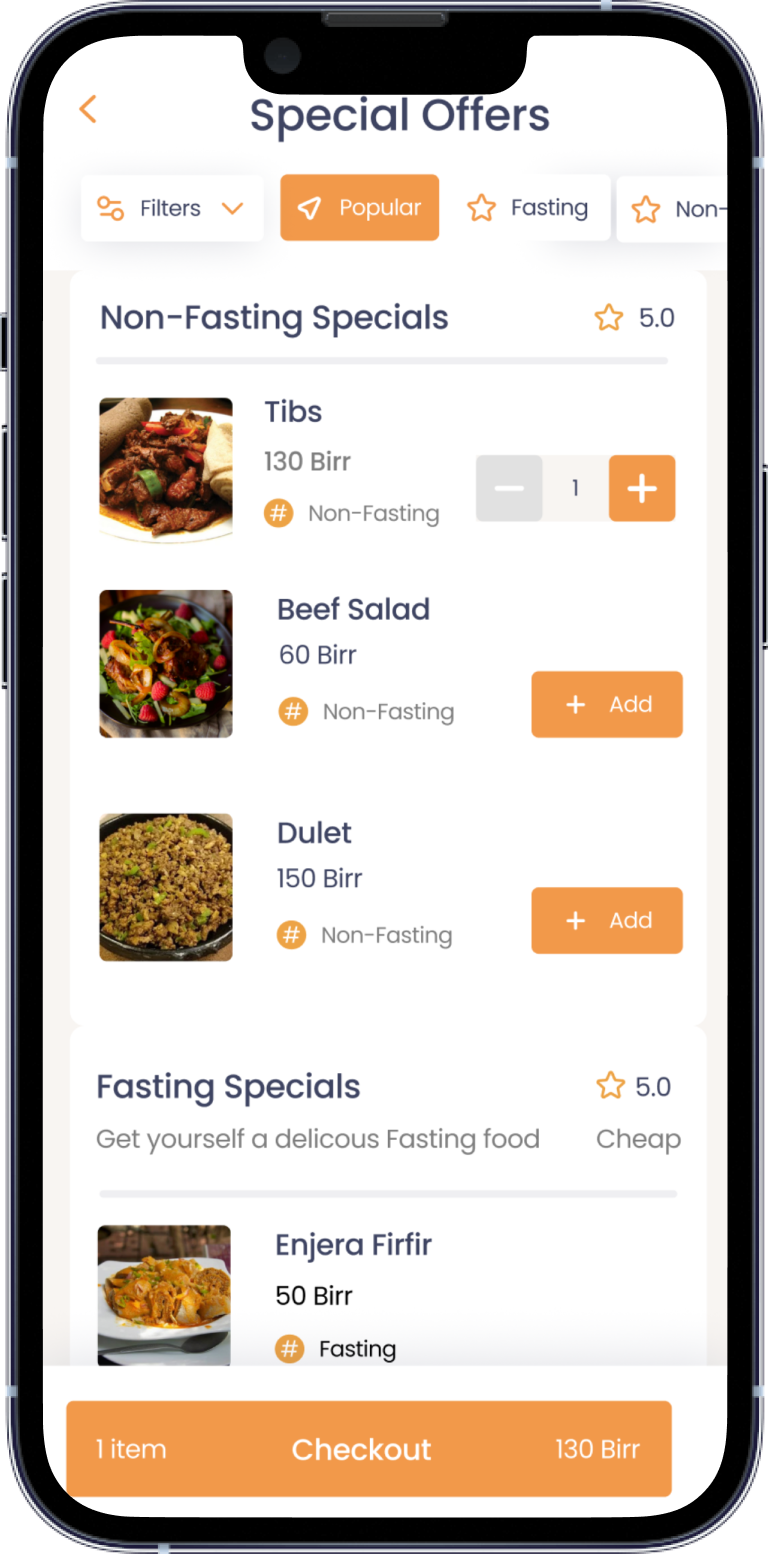 Special Offers
Filters
Popular
Fasting
Non-
Non-Fasting Specials
5.0
Tibs
130 Birr
# Non-Fasting
1
Beef Salad
60 Birr
# Non-Fasting
+ Add
Dulet
150 Birr
# Non-Fasting
+ Add
Fasting Specials
5.0
Get yourself a delicous Fasting food
Cheap
Enjera Firfir
50 Birr
# Fasting
1 item
Checkout
130 Birr